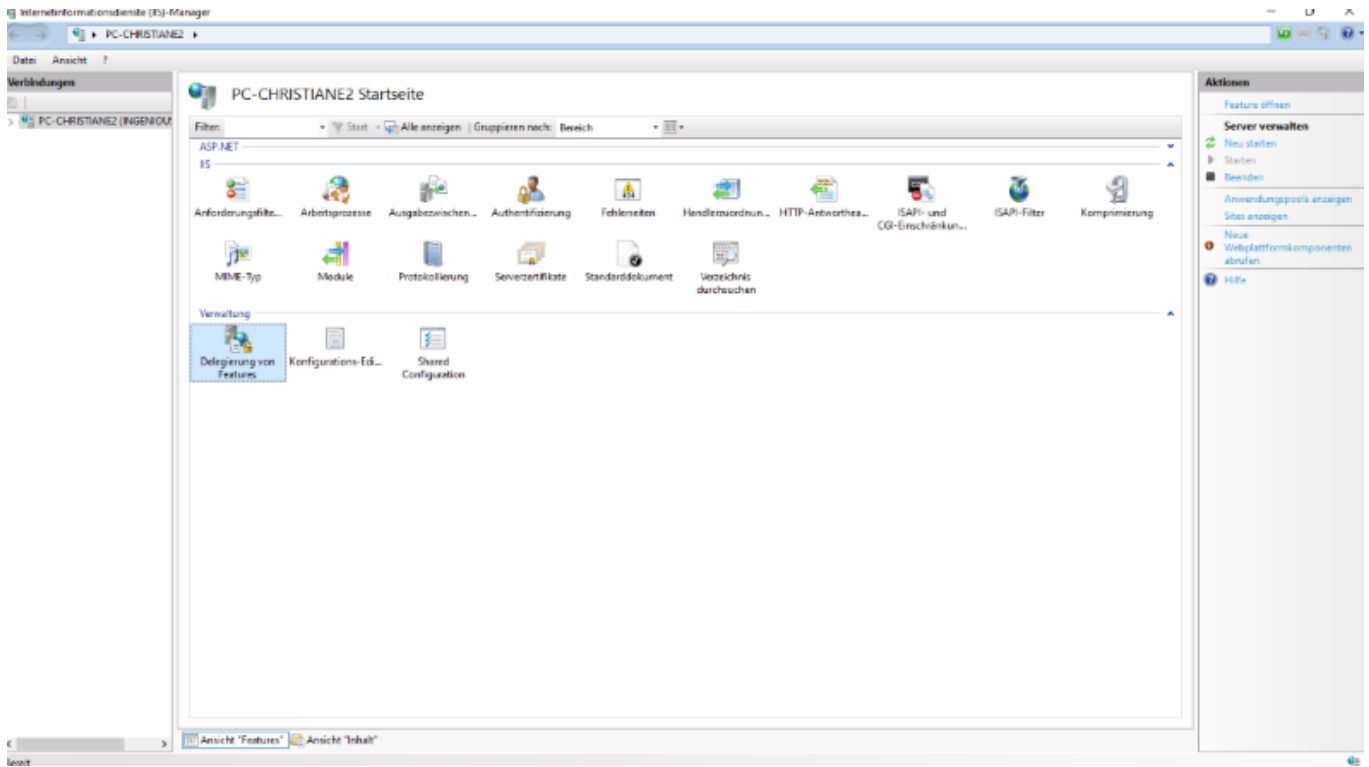 Internetinformationsdienste (IIS)-Manager
PC-CHRISTIANE2
Datei Ansicht ?
Verbindungen
PC-CHRISTIANE2 (INGENIOU
PC-CHRISTIANE2 Startseite
Filter: Start Alle anzeigen Gruppieren nach: Bereich
ASP.NET
IIS
Anforderungsfilte... Arbeitsprozesse Ausgabezwischen... Authentifizierung Fehlerseiten Handlerzuordnun... HTTP-Antworthea... ISAPI- und ISAPI-Filter Komprimierung
CGI-Einschränkun...
MIME-Typ Module Protokollierung Serverzertifikate Standarddokument Verzeichnis
durchsuchen
Verwaltung
Delegierung von Konfigurations-Edi... Shared
Features Configuration
Ansicht "Features" Ansicht "Inhalt"
Aktionen
Feature öffnen
Server verwalten
Neu starten
Starten
Beenden
Anwendungspools anzeigen
Sites anzeigen
Neue
Webplattformkomponenten
abrufen
Hilfe
Bereit